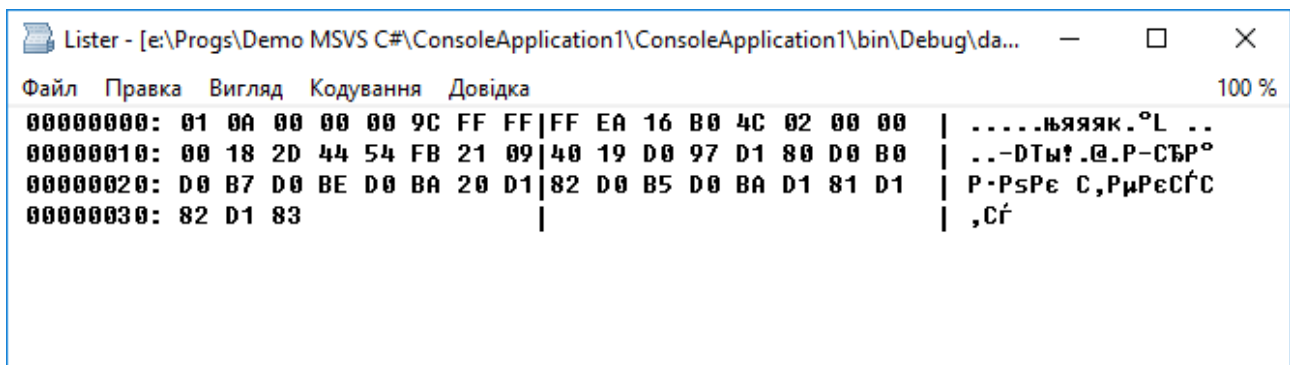 Lister - [e:\Progs\Demo MSVS C#\ConsoleApplication1\ConsoleApplication1\bin\Debug\da...
Файл Правка Вигляд Кодування Довідка 100 %
00000000: 01 0A 00 00 00 9C FF FF|FF EA 16 B0 4C 02 00 00 | .....њяяяк.°L ..
00000010: 00 18 2D 44 54 FB 21 09|40 19 D0 97 D1 80 D0 B0 | ..-DTы!.@.Р-СЂР°
00000020: D0 B7 D0 BE D0 BA 20 D1|82 D0 B5 D0 BA D1 81 D1 | Р·РѕРє С‚РµРєСЃС
00000030: 82 D1 83 | | ‚Сѓ